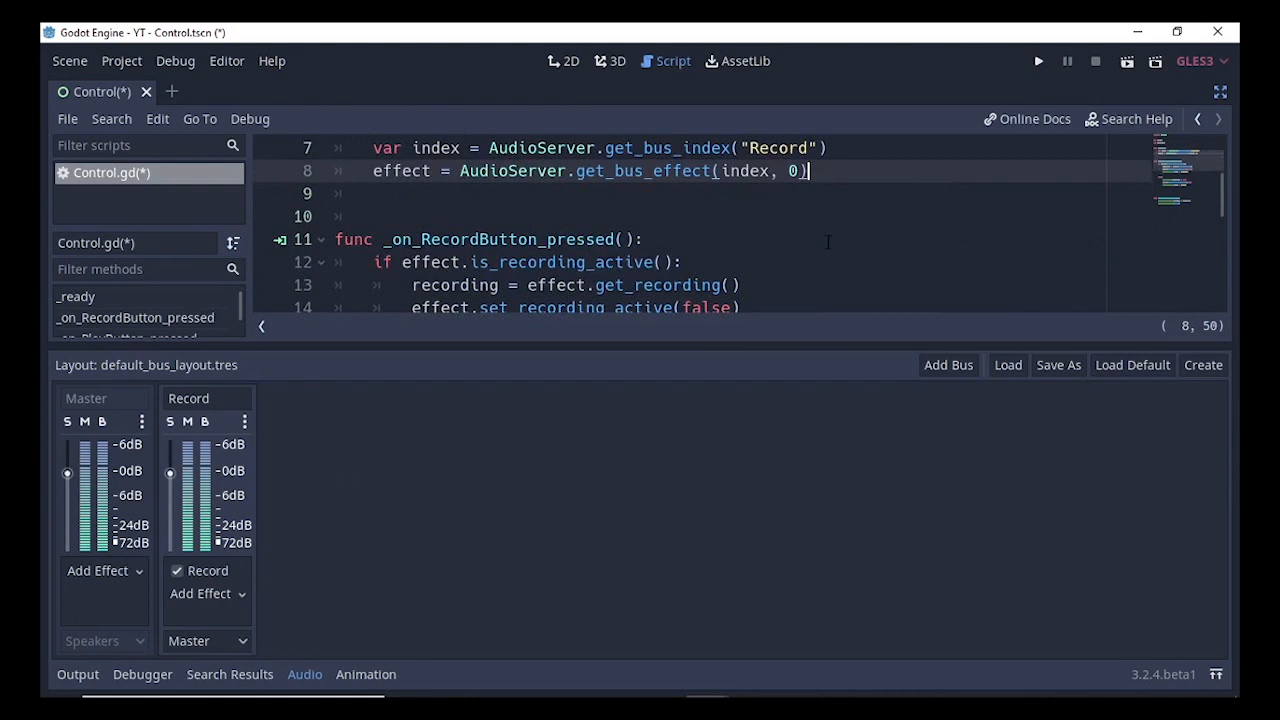 Godot Engine - YT - Control.tscn (*)
Scene Project Debug Editor Help
2D 3D Script AssetLib
GLES3
Control(*)
File Search Edit Go To Debug
Online Docs Search Help
Filter scripts
Control.gd(*)
Control.gd(*)
Filter methods
_ready
_on_RecordButton_pressed
_on_PlayButton_pressed
7 var index = AudioServer.get_bus_index("Record")
8 effect = AudioServer.get_bus_effect(index, 0)
9
10
11 func _on_RecordButton_pressed():
12 if effect.is_recording_active():
13 recording = effect.get_recording()
14 effect.set_recording_active(false)
( 8, 50)
Layout: default_bus_layout.tres
Add Bus Load Save As Load Default Create
Master
S M B
-6dB
-0dB
-6dB
-24dB
-72dB
Add Effect
Speakers
Record
S M B
-6dB
-0dB
-6dB
-24dB
-72dB
Record
Add Effect
Master
Output Debugger Search Results Audio Animation
3.2.4.beta1